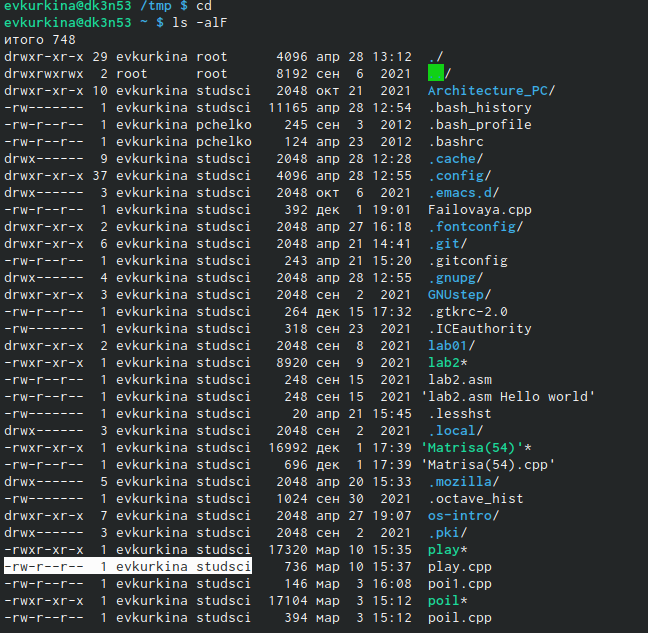 evkurkina@dk3n53 /tmp $ cd
evkurkina@dk3n53 ~ $ ls -alF
итого 748
drwxr-xr-x 29 evkurkina root      4096 апр 28 13:12 ./
drwxrwxrwx  2 root      root      8192 сен  6  2021 ../
drwxr-xr-x 10 evkurkina studsci   2048 окт 21  2021 Architecture_PC/
-rw-------  1 evkurkina studsci  11165 апр 28 12:54 .bash_history
-rw-r--r--  1 evkurkina pchelko    245 сен  3  2012 .bash_profile
-rw-r--r--  1 evkurkina pchelko    124 апр 23  2012 .bashrc
drwx------  9 evkurkina studsci   2048 апр 28 12:28 .cache/
drwxr-xr-x 37 evkurkina studsci   4096 апр 28 12:55 .config/
drwx------  3 evkurkina studsci   2048 окт  6  2021 .emacs.d/
-rw-r--r--  1 evkurkina studsci    392 дек  1 19:01 Failovaya.cpp
drwxr-xr-x  2 evkurkina studsci   2048 апр 27 16:18 .fontconfig/
drwxr-xr-x  6 evkurkina studsci   2048 апр 21 14:41 .git/
-rw-r--r--  1 evkurkina studsci    243 апр 21 15:20 .gitconfig
drwx------  4 evkurkina studsci   2048 апр 28 12:55 .gnupg/
drwxr-xr-x  3 evkurkina studsci   2048 сен  2  2021 GNUstep/
-rw-r--r--  1 evkurkina studsci    264 дек 15 17:32 .gtkrc-2.0
-rw-------  1 evkurkina studsci    318 сен 23  2021 .ICEauthority
drwxr-xr-x  2 evkurkina studsci   2048 сен  8  2021 lab01/
-rwxr-xr-x  1 evkurkina studsci   8920 сен  9  2021 lab2*
-rw-r--r--  1 evkurkina studsci    248 сен 15  2021 lab2.asm
-rw-r--r--  1 evkurkina studsci    248 сен 15  2021 'lab2.asm Hello world'
-rw-------  1 evkurkina studsci     20 апр 21 15:45 .lesshst
drwx------  3 evkurkina studsci   2048 сен  2  2021 .local/
-rwxr-xr-x  1 evkurkina studsci  16992 дек  1 17:39 'Matrisa(54)'*
-rw-r--r--  1 evkurkina studsci    696 дек  1 17:39 'Matrisa(54).cpp'
drwx------  5 evkurkina studsci   2048 апр 20 15:33 .mozilla/
-rw-------  1 evkurkina studsci   1024 сен 30  2021 .octave_hist
drwxr-xr-x  7 evkurkina studsci   2048 апр 27 19:07 os-intro/
drwx------  3 evkurkina studsci   2048 сен  2  2021 .pki/
-rwxr-xr-x  1 evkurkina studsci  17320 мар 10 15:35 play*
-rw-r--r--  1 evkurkina studsci    736 мар 10 15:37 play.cpp
-rw-r--r--  1 evkurkina studsci    146 мар  3 16:08 poi1.cpp
-rwxr-xr-x  1 evkurkina studsci  17104 мар  3 15:12 poil*
-rw-r--r--  1 evkurkina studsci    394 мар  3 15:12 poil.cpp